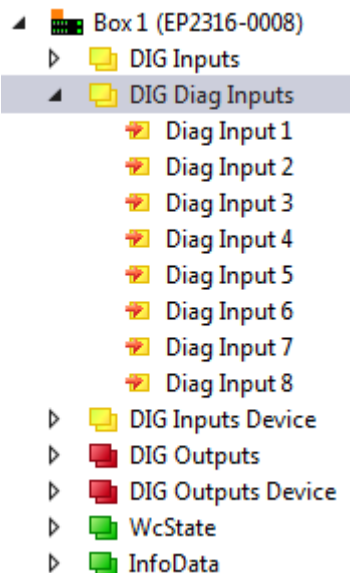 Box 1 (EP2316-0008)
DIG Inputs
DIG Diag Inputs
Diag Input 1
Diag Input 2
Diag Input 3
Diag Input 4
Diag Input 5
Diag Input 6
Diag Input 7
Diag Input 8
DIG Inputs Device
DIG Outputs
DIG Outputs Device
WcState
InfoData